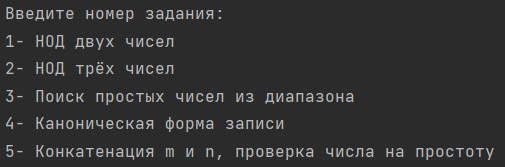 Введите номер задания:
1- НОД двух чисел
2- НОД трёх чисел
3- Поиск простых чисел из диапазона
4- Каноническая форма записи
5- Конкатенация m и n, проверка числа на простоту